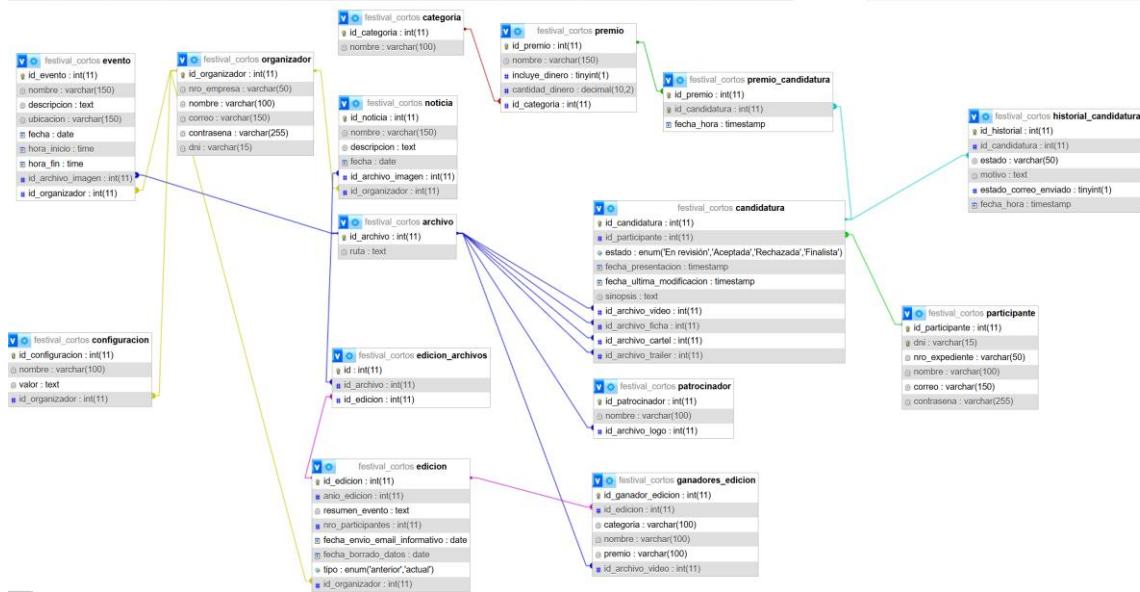 festival_cortos categoria
id_categoria : int(11)
nombre : varchar(100)
festival_cortos premio
id_premio : int(11)
nombre : varchar(150)
incluye_dinero : tinyint(1)
cantidad_dinero : decimal(10,2)
id_categoria : int(11)
festival_cortos evento
id_evento : int(11)
nombre : varchar(150)
descripcion : text
ubicacion : varchar(150)
fecha : date
hora_inicio : time
hora_fin : time
id_archivo_imagen : int(11)
id_organizador : int(11)
festival_cortos organizador
id_organizador : int(11)
nro_empresa : varchar(50)
nombre : varchar(100)
correo : varchar(150)
contrasena : varchar(255)
dni : varchar(15)
festival_cortos noticia
id_noticia : int(11)
nombre : varchar(150)
descripcion : text
fecha : date
id_archivo_imagen : int(11)
id_organizador : int(11)
festival_cortos premio_candidatura
id_premio : int(11)
id_candidatura : int(11)
fecha_hora : timestamp
festival_cortos historial_candidatura
id_historial : int(11)
id_candidatura : int(11)
estado : varchar(50)
motivo : text
estado_correo_enviado : tinyint(1)
fecha_hora : timestamp
festival_cortos archivo
id_archivo : int(11)
ruta : text
festival_cortos candidatura
id_candidatura : int(11)
id_participante : int(11)
estado : enum('En revisión','Aceptada','Rechazada','Finalista')
fecha_presentacion : timestamp
fecha_ultima_modificacion : timestamp
sinopsis : text
id_archivo_video : int(11)
id_archivo_ficha : int(11)
id_archivo_cartel : int(11)
id_archivo_trailer : int(11)
festival_cortos participante
id_participante : int(11)
dni : varchar(15)
nro_expediente : varchar(50)
nombre : varchar(100)
correo : varchar(150)
contrasena : varchar(255)
festival_cortos configuracion
id_configuracion : int(11)
nombre : varchar(100)
valor : text
id_organizador : int(11)
festival_cortos edicion_archivos
id : int(11)
id_archivo : int(11)
id_edicion : int(11)
festival_cortos patrocinador
id_patrocinador : int(11)
nombre : varchar(100)
id_archivo_logo : int(11)
festival_cortos edicion
id_edicion : int(11)
anio_edicion : int(11)
resumen_evento : text
nro_participantes : int(11)
fecha_envio_email_informativo : date
fecha_borrado_datos : date
tipo : enum('anterior','actual')
id_organizador : int(11)
festival_cortos ganadores_edicion
id_ganador_edicion : int(11)
id_edicion : int(11)
categoria : varchar(100)
nombre : varchar(100)
premio : varchar(100)
id_archivo_video : int(11)